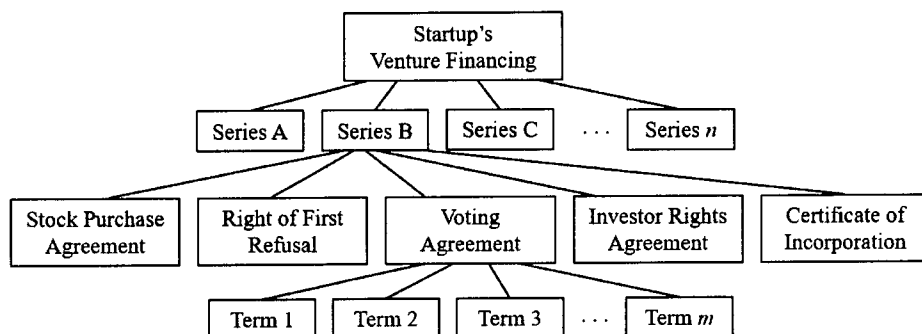 Startup's
Venture Financing
Series A
Series B
Series C
. . .
Series n
Stock Purchase
Agreement
Right of First
Refusal
Voting
Agreement
Investor Rights
Agreement
Certificate of
Incorporation
Term 1
Term 2
Term 3
. . .
Term m